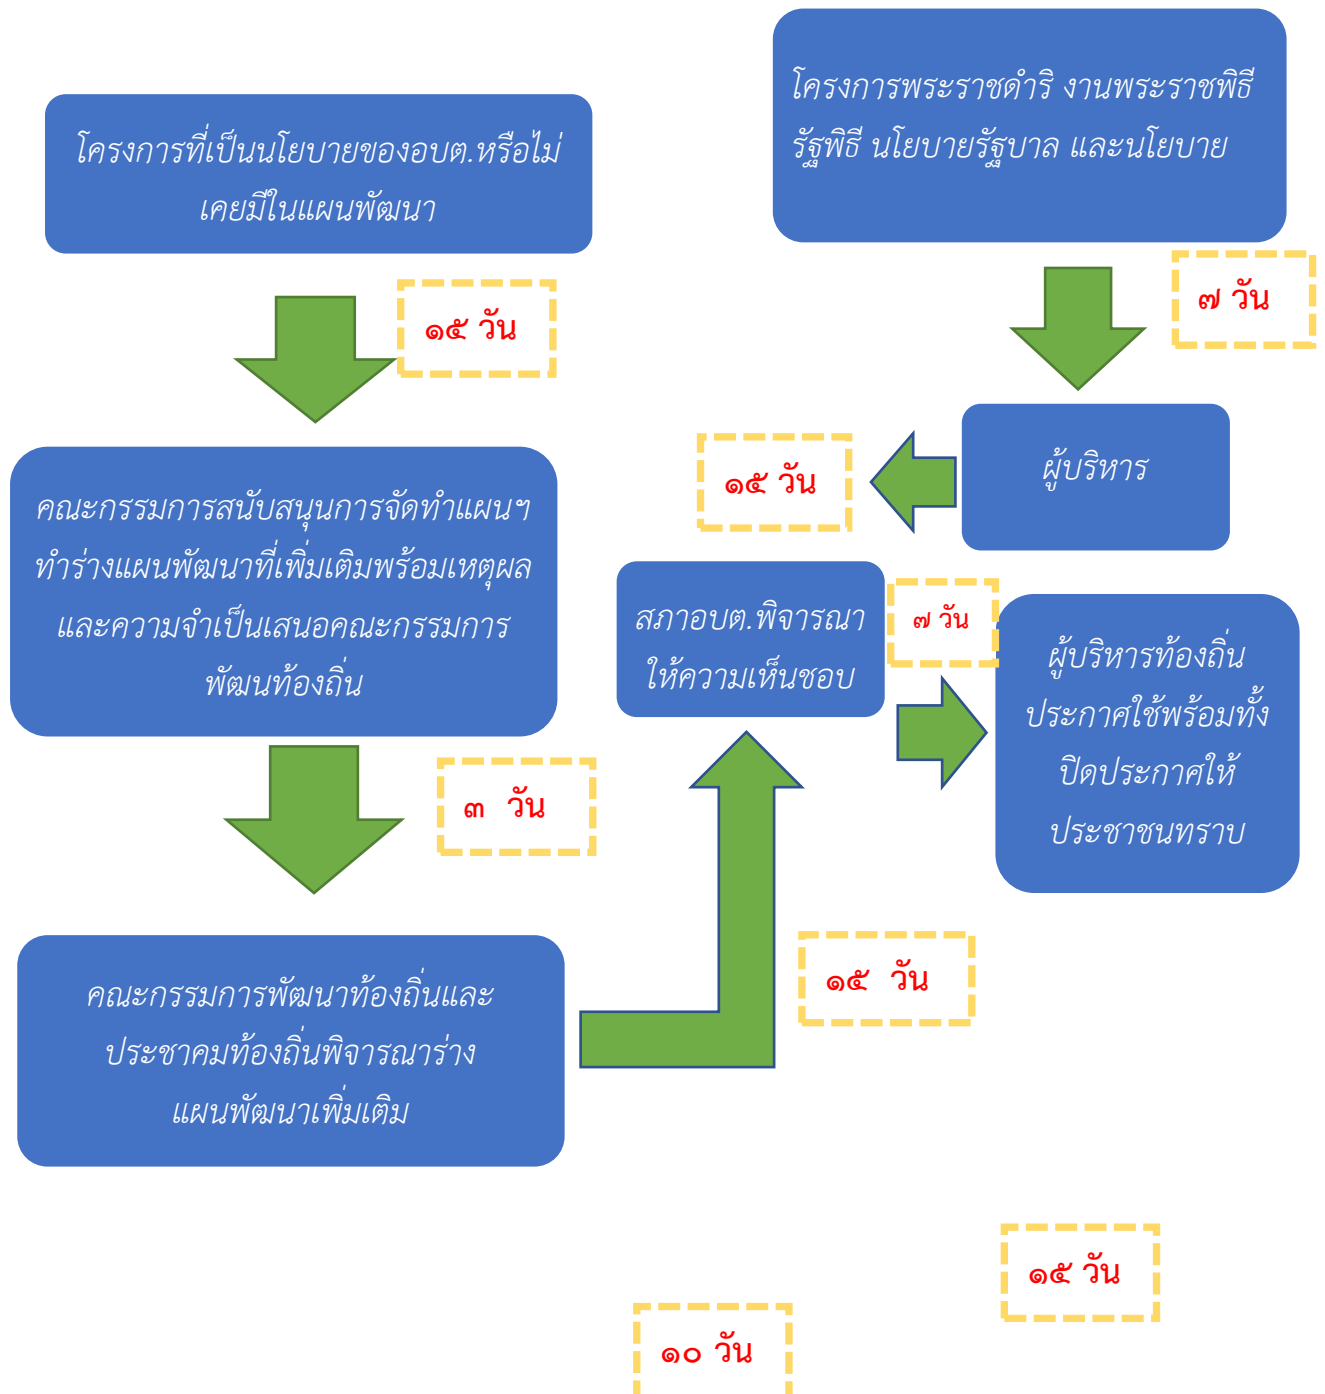 โครงการพระราชดำริ งานพระราชพิธี
รัฐพิธี นโยบายรัฐบาล และนโยบาย
โครงการที่เป็นนโยบายของอบต.หรือไม่
เคยมีในแผนพัฒนา
๑๕ วัน
๗ วัน
ผู้บริหาร
๑๕ วัน
คณะกรรมการสนับสนุนการจัดทำแผนฯ
ทำร่างแผนพัฒนาที่เพิ่มเติมพร้อมเหตุผล
และความจำเป็นเสนอคณะกรรมการ
พัฒนท้องถิ่น
สภาอบต.พิจารณา
ให้ความเห็นชอบ
๗ วัน
ผู้บริหารท้องถิ่น
ประกาศใช้พร้อมทั้ง
ปิดประกาศให้
ประชาชนทราบ
๓ วัน
๑๕ วัน
คณะกรรมการพัฒนาท้องถิ่นและ
ประชาคมท้องถิ่นพิจารณาร่าง
แผนพัฒนาเพิ่มเติม
๑๕ วัน
๑๐ วัน